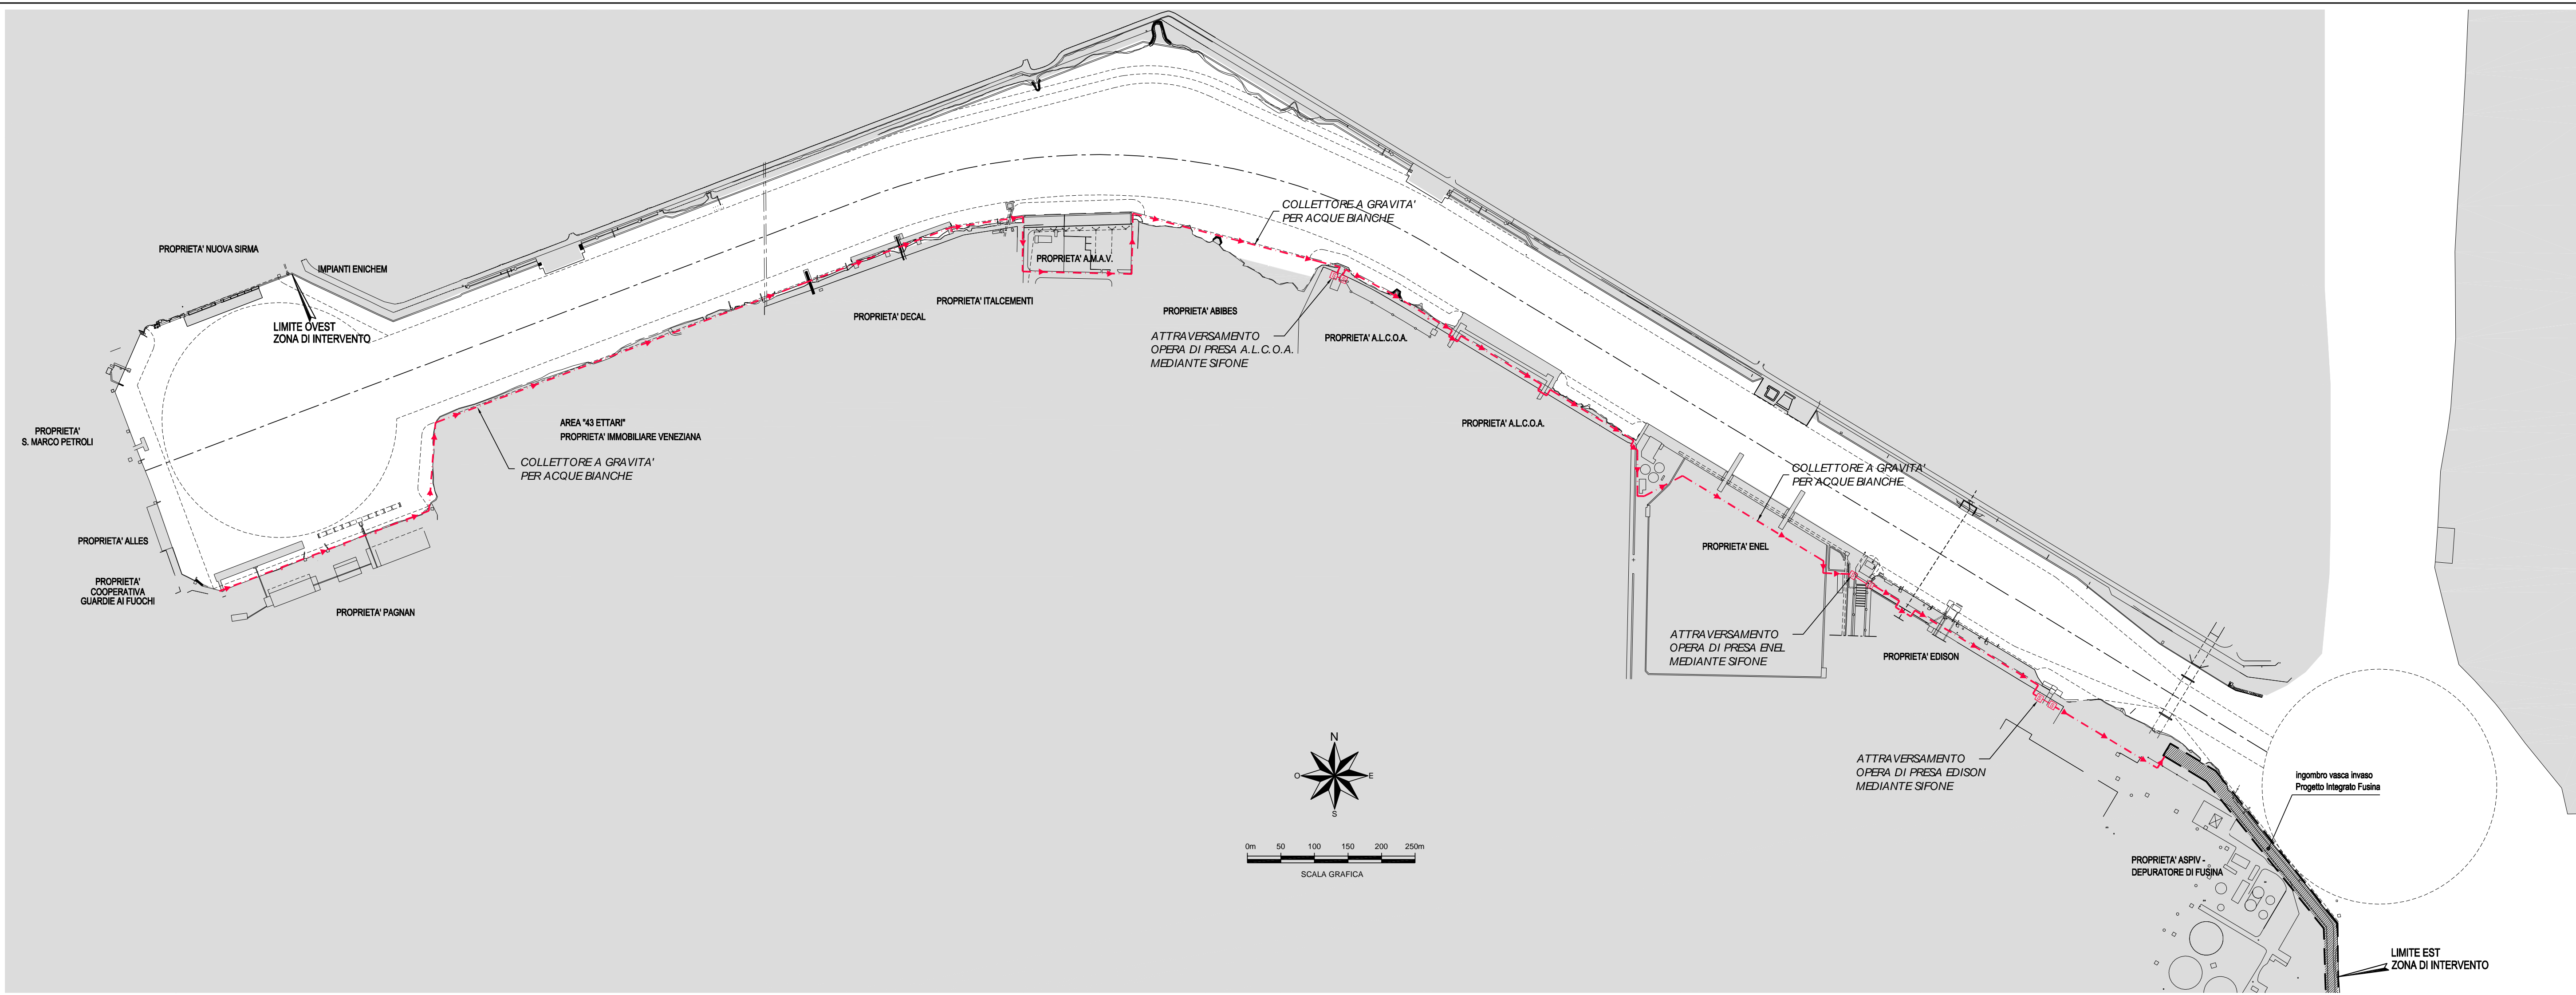 PROPRIETA' NUOVA SIRMA
IMPIANTI ENICHEM
LIMITE OVEST
ZONA DI INTERVENTO
PROPRIETA'
S. MARCO PETROLI
PROPRIETA' ALLES
PROPRIETA'
COOPERATIVA
GUARDIE AI FUOCHI
PROPRIETA' PAGNAN
AREA "43 ETTARI"
PROPRIETA' IMMOBILIARE VENEZIANA
COLLETTORE A GRAVITA'
PER ACQUE BIANCHE
PROPRIETA' DECAL
PROPRIETA' ITALCEMENTI
PROPRIETA' A.M.A.V.
PROPRIETA' ABIBES
COLLETTORE A GRAVITA'
PER ACQUE BIANCHE
ATTRAVERSAMENTO
OPERA DI PRESA A.L.C.O.A.
MEDIANTE SIFONE
PROPRIETA' A.L.C.O.A.
PROPRIETA' A.L.C.O.A.
COLLETTORE A GRAVITA'
PER ACQUE BIANCHE
PROPRIETA' ENEL
ATTRAVERSAMENTO
OPERA DI PRESA ENEL
MEDIANTE SIFONE
PROPRIETA' EDISON
ATTRAVERSAMENTO
OPERA DI PRESA EDISON
MEDIANTE SIFONE
ingombro vasca invaso
Progetto Integrato Fusina
PROPRIETA' ASPIV -
DEPURATORE DI FUSINA
LIMITE EST
ZONA DI INTERVENTO
N
O E
S
0m 50 100 150 200 250m
SCALA GRAFICA